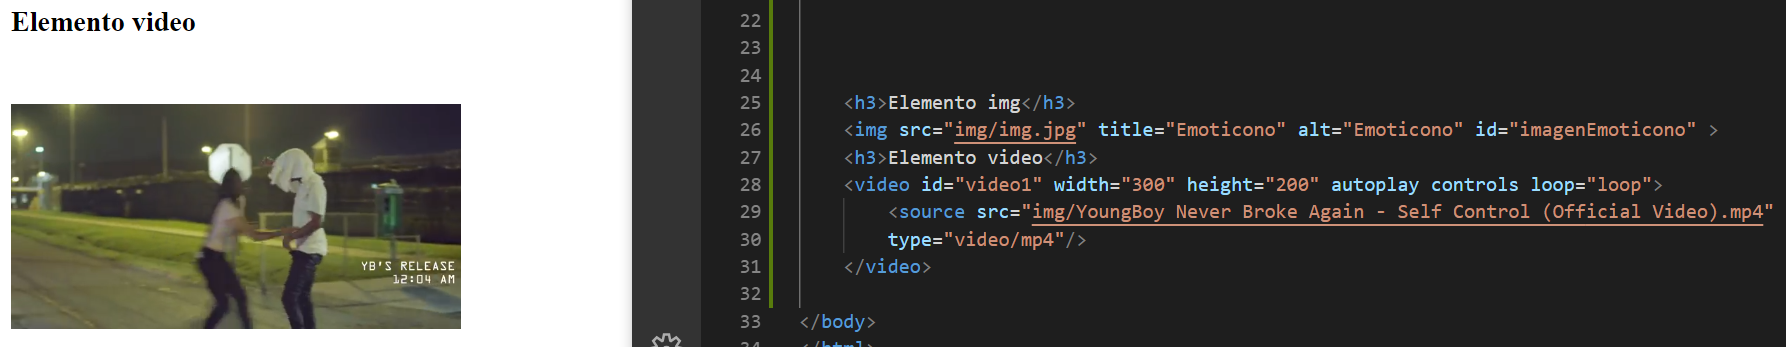 Elemento video
YB'S RELEASE
12:04 AM
22
23
24
25 <h3>Elemento img</h3>
26 <img src="img/img.jpg" title="Emoticono" alt="Emoticono" id="imagenEmoticono" >
27 <h3>Elemento video</h3>
28 <video id="video1" width="300" height="200" autoplay controls loop="loop">
29 <source src="img/YoungBoy Never Broke Again - Self Control (Official Video).mp4"
30 type="video/mp4"/>
31 </video>
32
33 </body>
34 </html>